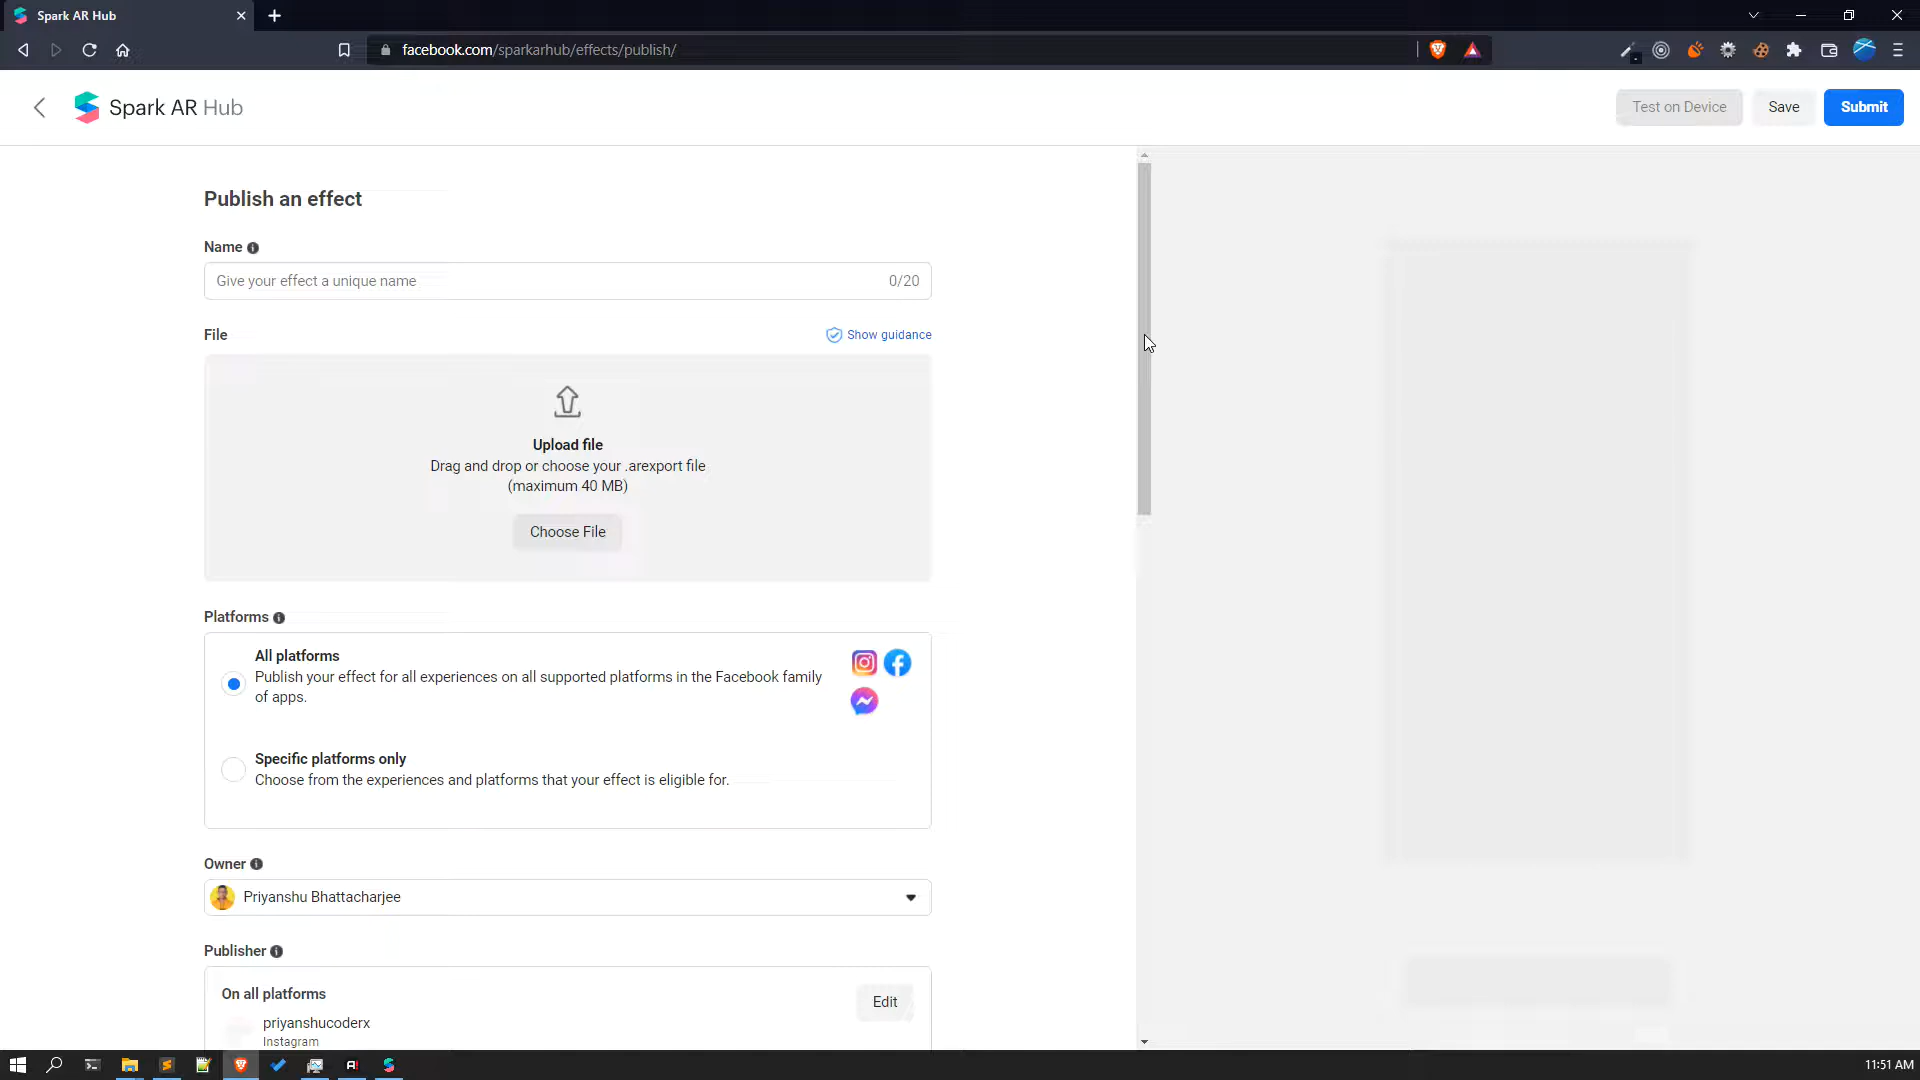 Spark AR Hub
facebook.com/sparkarhub/effects/publish/
Spark AR Hub
Test on Device
Save
Submit
Publish an effect
Name
Give your effect a unique name
0/20
File
Show guidance
Upload file
Drag and drop or choose your .arexport file
(maximum 40 MB)
Choose File
Platforms
All platforms
Publish your effect for all experiences on all supported platforms in the Facebook family
of apps.
Specific platforms only
Choose from the experiences and platforms that your effect is eligible for.
Owner
Priyanshu Bhattacharjee
Publisher
On all platforms
Edit
priyanshucoderx
Instagram
11:51 AM